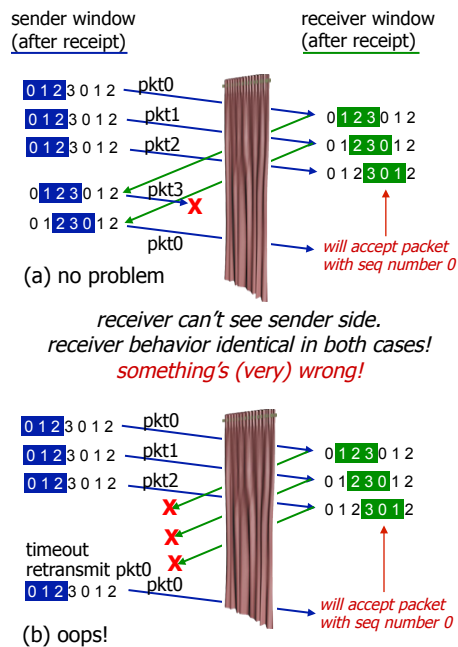 sender window
(after receipt)
receiver window
(after receipt)
0 1 2 3 0 1 2
pkt0
0 1 2 3 0 1 2
pkt1
0 1 2 3 0 1 2
0 1 2 3 0 1 2
pkt2
0 1 2 3 0 1 2
0 1 2 3 0 1 2
0 1 2 3 0 1 2
pkt3
X
0 1 2 3 0 1 2
pkt0
will accept packet
with seq number 0
(a) no problem
receiver can't see sender side.
receiver behavior identical in both cases!
something's (very) wrong!
0 1 2 3 0 1 2
pkt0
0 1 2 3 0 1 2
pkt1
0 1 2 3 0 1 2
0 1 2 3 0 1 2
pkt2
0 1 2 3 0 1 2
X
0 1 2 3 0 1 2
X
timeout
X
retransmit pkt0
0 1 2 3 0 1 2
pkt0
will accept packet
with seq number 0
(b) oops!